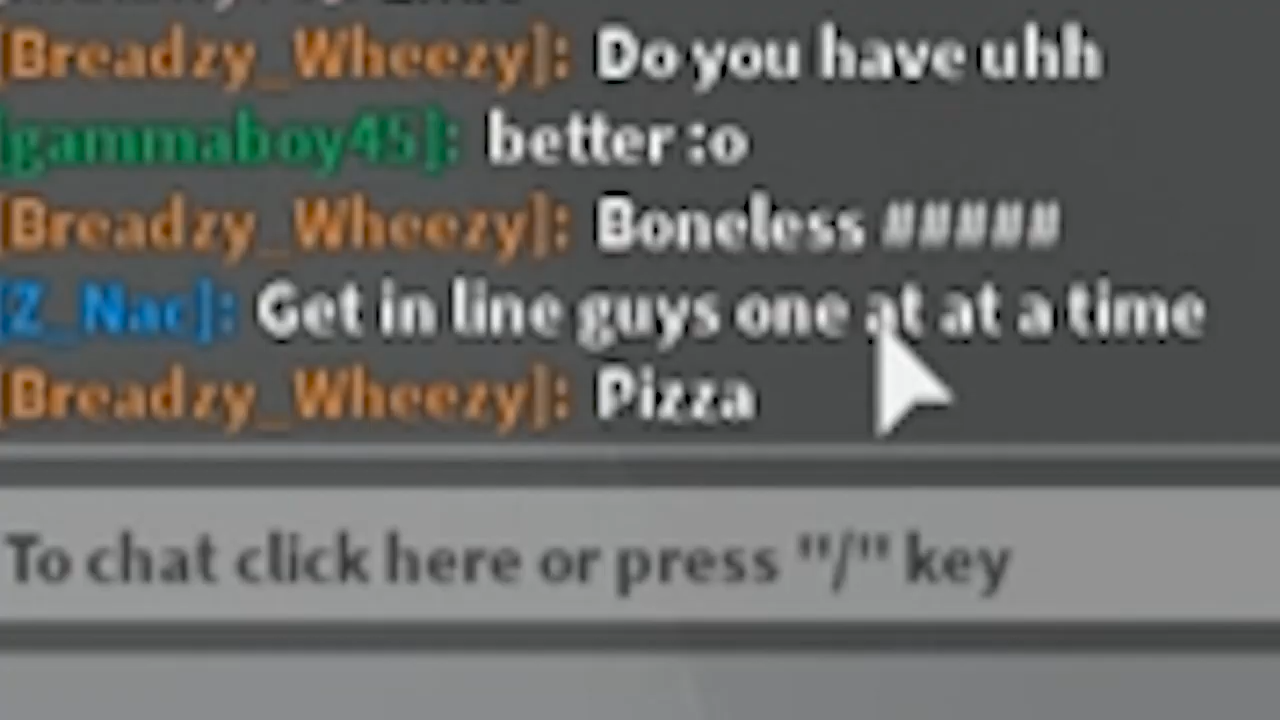 [Breadzy_Wheezy]: Do you have uhh
[gammaboy45]: better :o
[Breadzy_Wheezy]: Boneless #####
[Z_Nac]: Get in line guys one at at a time
[Breadzy_Wheezy]: Pizza
To chat click here or press "/" key